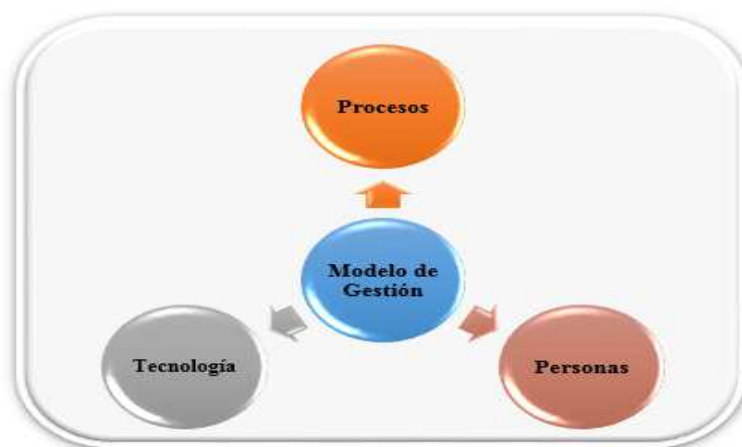 Procesos
Modelo de
Gestión
Tecnología
Personas